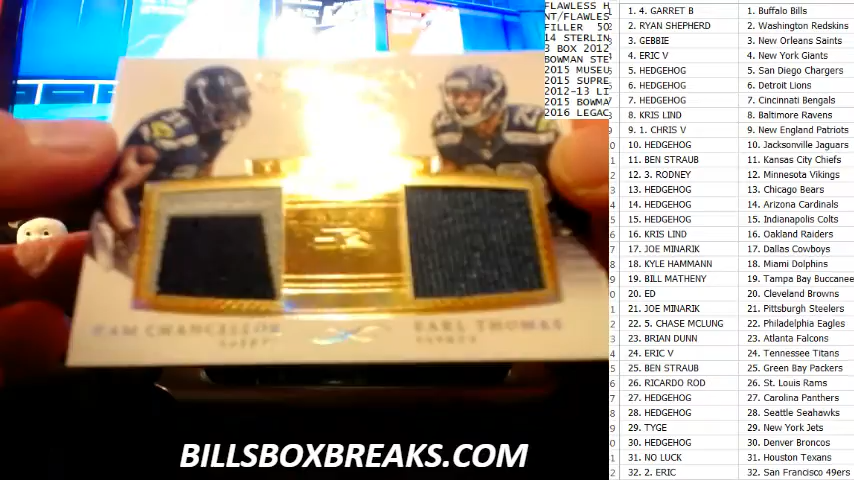 FLAWLESS H
NT/FLAWLES
FILLER 50
14 STERLIN
3 BOX 2012
BOWMAN STE
2015 MUSEU
2015 SUPRE
2012-13 LI
2015 BOWMA
2016 LEGAC
1. 4. GARRET B 1. Buffalo Bills
2. RYAN SHEPHERD 2. Washington Redskins
3. GEBBIE 3. New Orleans Saints
4. ERIC V 4. New York Giants
5. HEDGEHOG 5. San Diego Chargers
6. HEDGEHOG 6. Detroit Lions
7. HEDGEHOG 7. Cincinnati Bengals
8. KRIS LIND 8. Baltimore Ravens
9. 1. CHRIS V 9. New England Patriots
10. HEDGEHOG 10. Jacksonville Jaguars
11. BEN STRAUB 11. Kansas City Chiefs
12. 3. RODNEY 12. Minnesota Vikings
13. HEDGEHOG 13. Chicago Bears
14. HEDGEHOG 14. Arizona Cardinals
15. HEDGEHOG 15. Indianapolis Colts
16. KRIS LIND 16. Oakland Raiders
17. JOE MINARIK 17. Dallas Cowboys
18. KYLE HAMMANN 18. Miami Dolphins
19. BILL MATHENY 19. Tampa Bay Buccanee
20. ED 20. Cleveland Browns
21. JOE MINARIK 21. Pittsburgh Steelers
22. 5. CHASE MCLUNG 22. Philadelphia Eagles
23. BRIAN DUNN 23. Atlanta Falcons
24. ERIC V 24. Tennessee Titans
25. BEN STRAUB 25. Green Bay Packers
26. RICARDO ROD 26. St. Louis Rams
27. HEDGEHOG 27. Carolina Panthers
28. HEDGEHOG 28. Seattle Seahawks
29. TYGE 29. New York Jets
30. HEDGEHOG 30. Denver Broncos
31. NO LUCK 31. Houston Texans
32. 2. ERIC 32. San Francisco 49ers
KAM CHANCELLOR EARL THOMAS
BILLSBOXBREAKS.COM